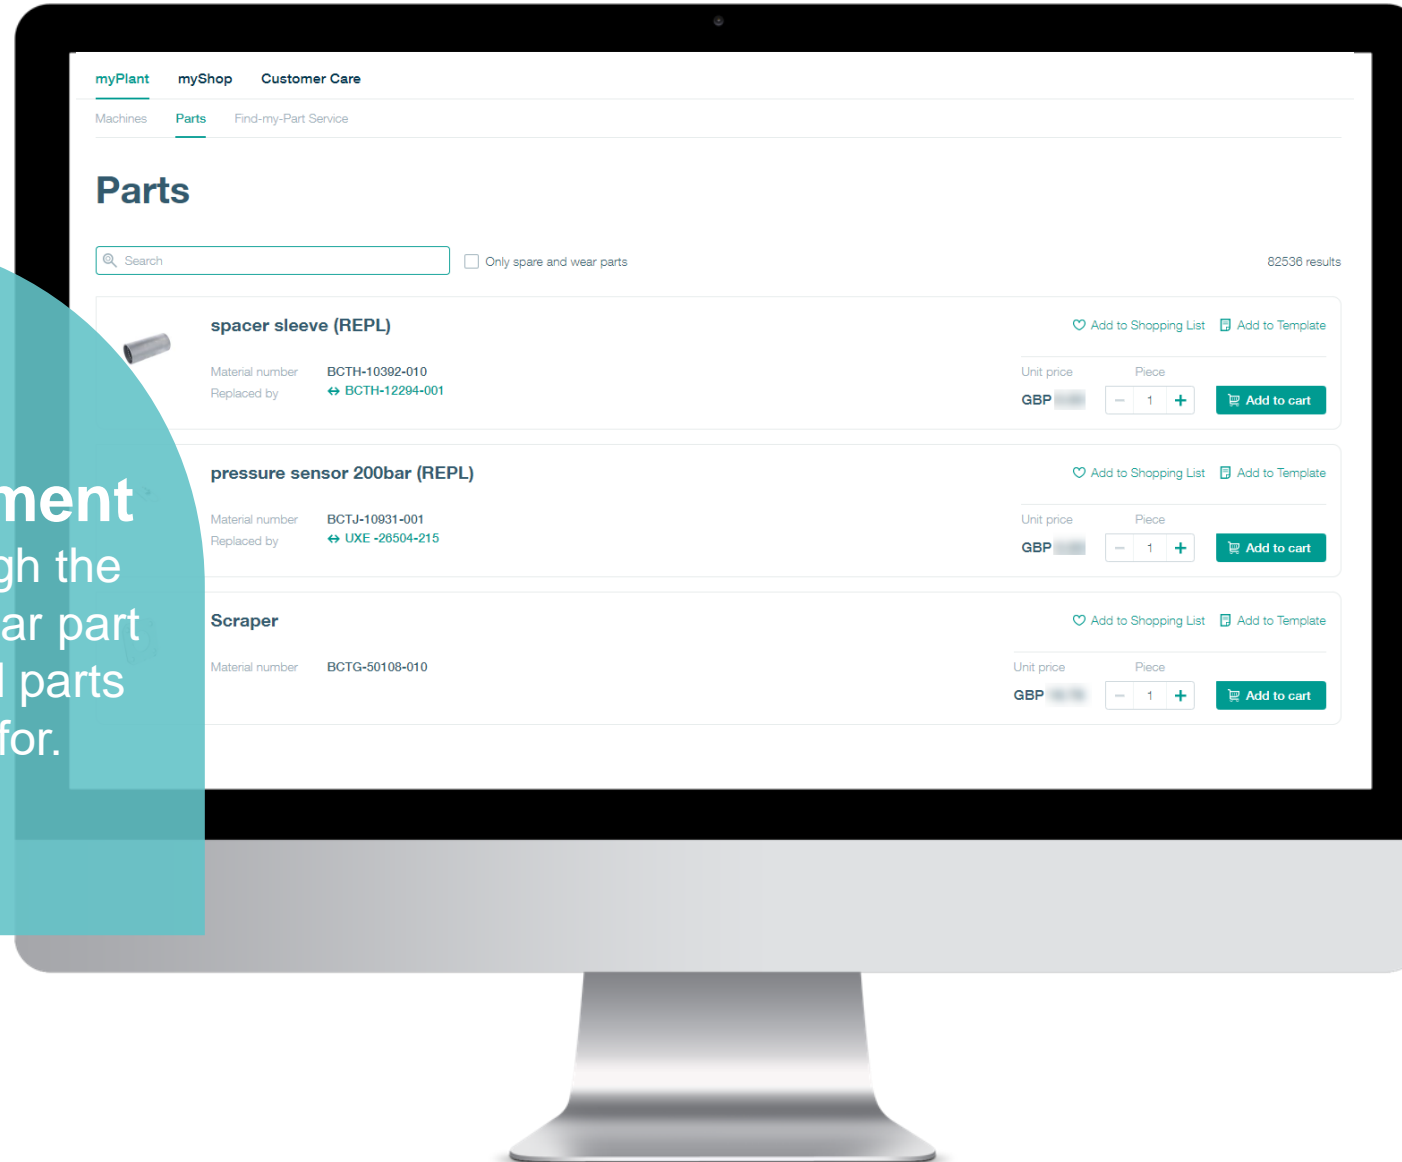 myPlant myShop Customer Care
Machines Parts Find-my-Part Service
Parts
Search Only spare and wear parts 82536 results
spacer sleeve (REPL) Add to Shopping List Add to Template
Material number BCTH-10392-010 Unit price Piece
Replaced by BCTH-12294-001
GBP − 1 + Add to cart
pressure sensor 200bar (REPL) Add to Shopping List Add to Template
Material number BCTJ-10931-001 Unit price Piece
Replaced by UXE -26504-215
GBP − 1 + Add to cart
Scraper Add to Shopping List Add to Template
Material number BCTG-50108-010 Unit price Piece
GBP − 1 + Add to cart
ment
gh the
ar part
parts
for.